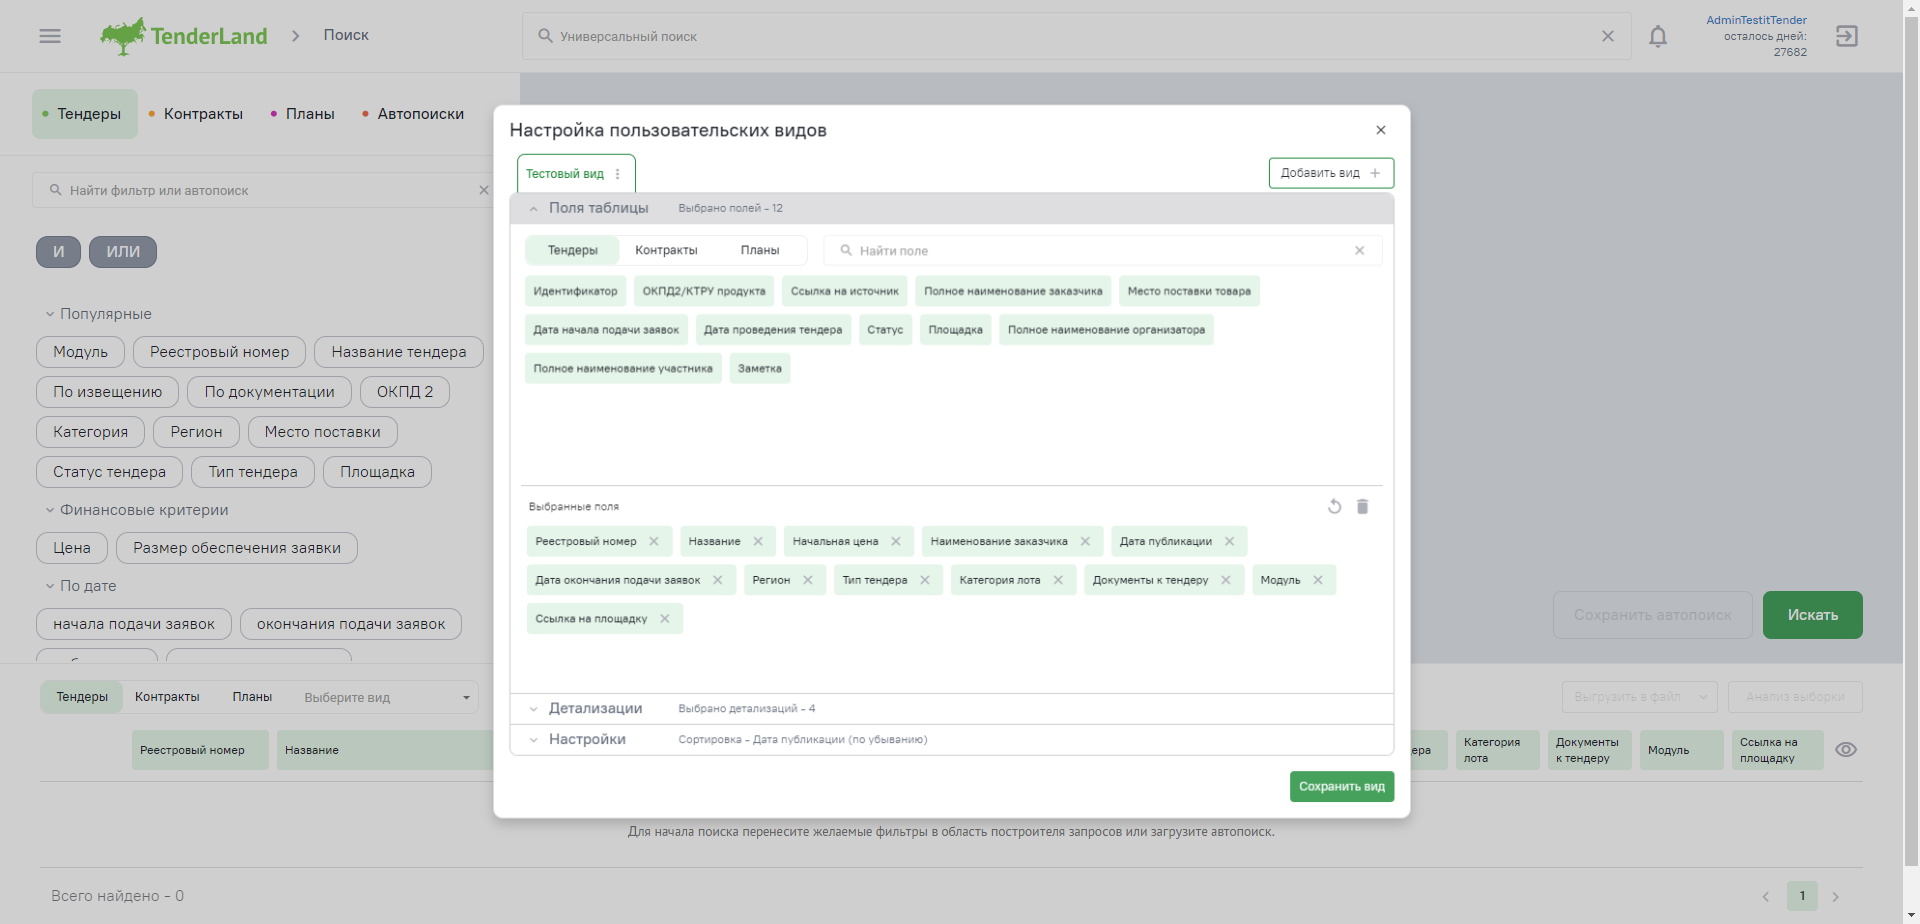 TenderLand
Поиск
Универсальный поиск
AdminTestitTender
осталось дней:
27682
Тендеры
Контракты
Планы
Автопоиски
Найти фильтр или автопоиск
И
ИЛИ
Популярные
Модуль
Реестровый номер
Название тендера
По извещению
По документации
ОКПД 2
Категория
Регион
Место поставки
Статус тендера
Тип тендера
Площадка
Финансовые критерии
Цена
Размер обеспечения заявки
По дате
начала подачи заявок
окончания подачи заявок
Настройка пользовательских видов
Тестовый вид
Добавить вид
Поля таблицы
Выбрано полей - 12
Тендеры
Контракты
Планы
Найти поле
Идентификатор
ОКПД2/КТРУ продукта
Ссылка на источник
Полное наименование заказчика
Место поставки товара
Дата начала подачи заявок
Дата проведения тендера
Статус
Площадка
Полное наименование организатора
Полное наименование участника
Заметка
Выбранные поля
Реестровый номер
Название
Начальная цена
Наименование заказчика
Дата публикации
Дата окончания подачи заявок
Регион
Тип тендера
Категория лота
Документы к тендеру
Модуль
Ссылка на площадку
Детализации
Выбрано детализаций - 4
Настройки
Сортировка - Дата публикации (по убыванию)
Сохранить вид
Сохранить автопоиск
Искать
Тендеры
Контракты
Планы
Выберите вид
Выгрузить в файл
Анализ выборки
Реестровый номер
Название
ера
Категория
лота
Документы
к тендеру
Модуль
Ссылка на
площадку
Для начала поиска перенесите желаемые фильтры в область построителя запросов или загрузите автопоиск.
Всего найдено - 0
1